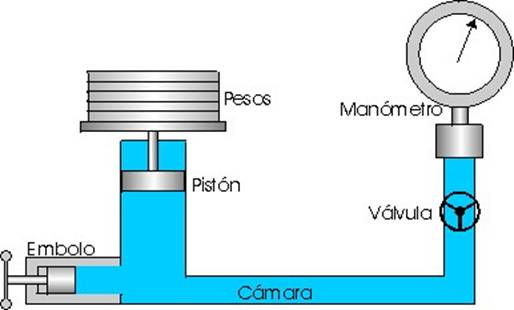 Pesos
Manómetro
Pistón
Válvula
Embolo
Cámara